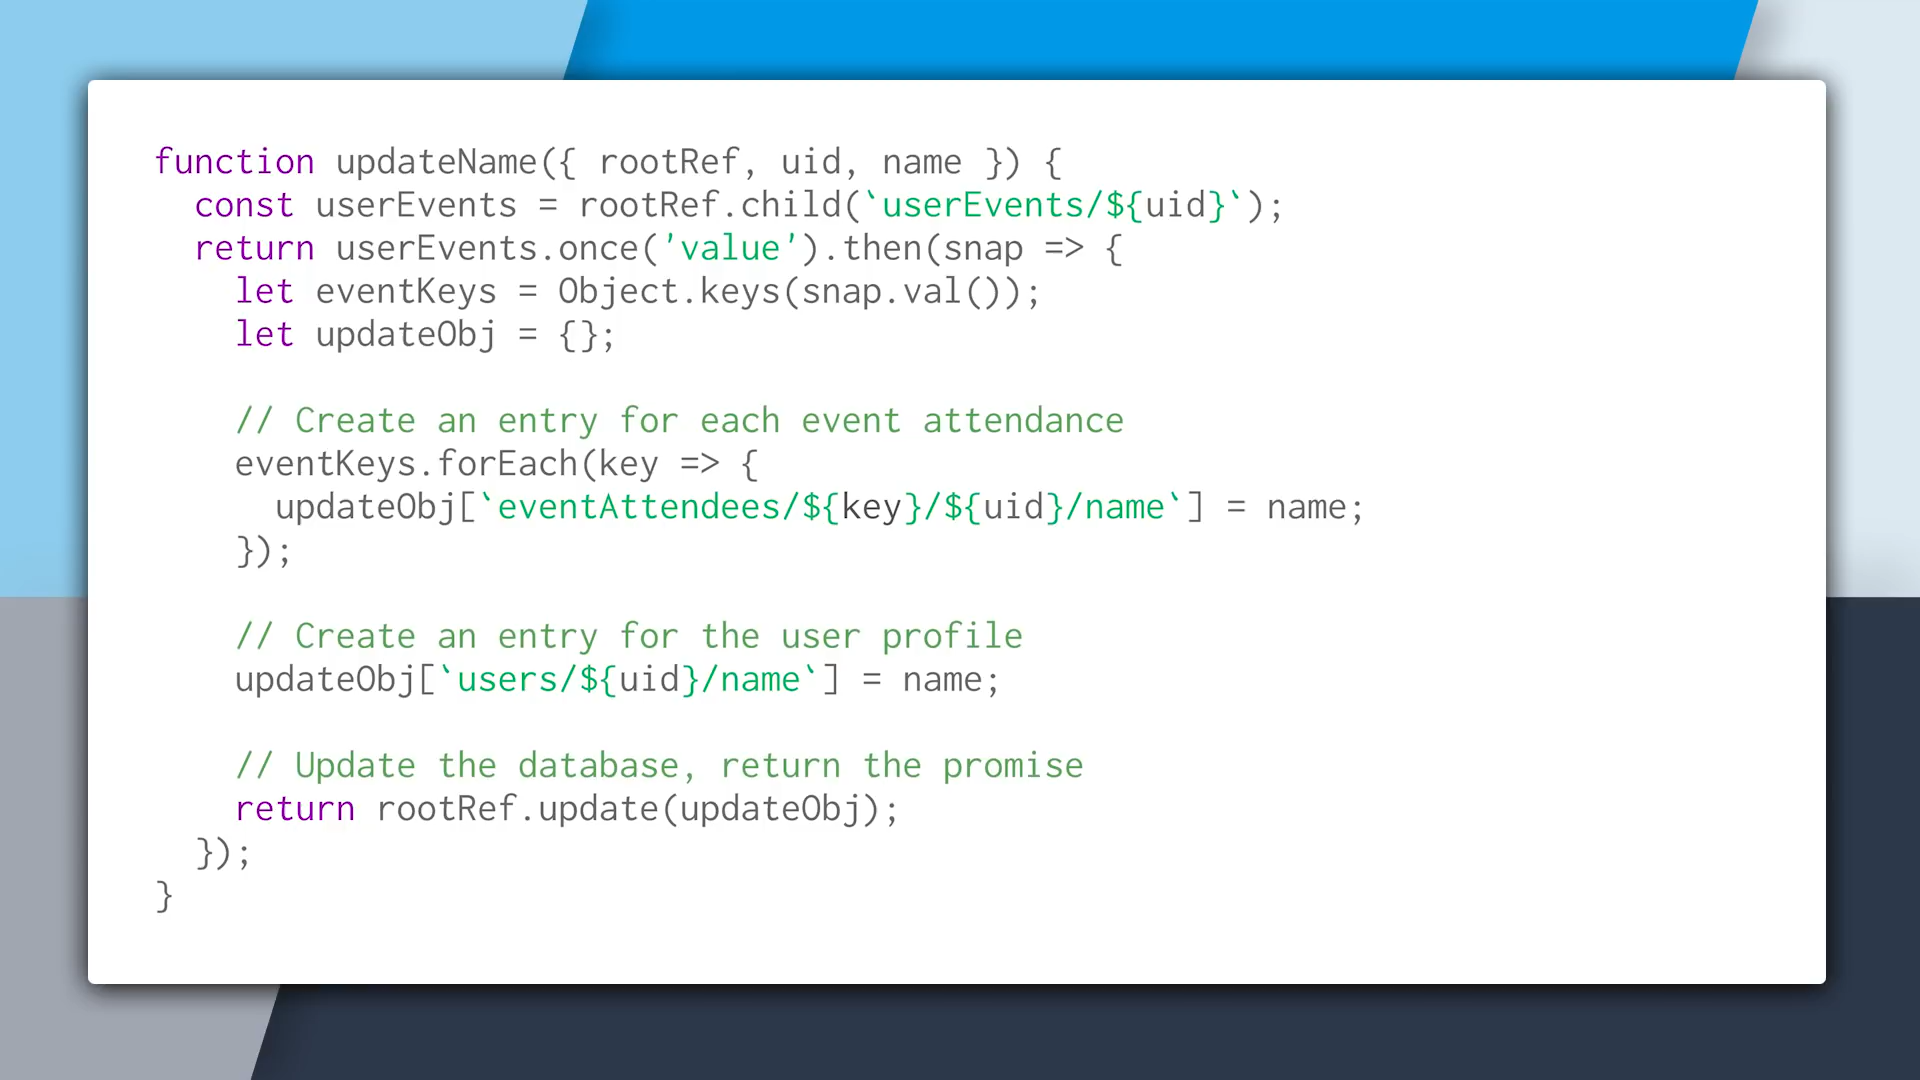 function updateName({ rootRef, uid, name }) {
  const userEvents = rootRef.child(`userEvents/${uid}`);
  return userEvents.once('value').then(snap => {
    let eventKeys = Object.keys(snap.val());
    let updateObj = {};

    // Create an entry for each event attendance
    eventKeys.forEach(key => {
      updateObj[`eventAttendees/${key}/${uid}/name`] = name;
    });

    // Create an entry for the user profile
    updateObj[`users/${uid}/name`] = name;

    // Update the database, return the promise
    return rootRef.update(updateObj);
  });
}